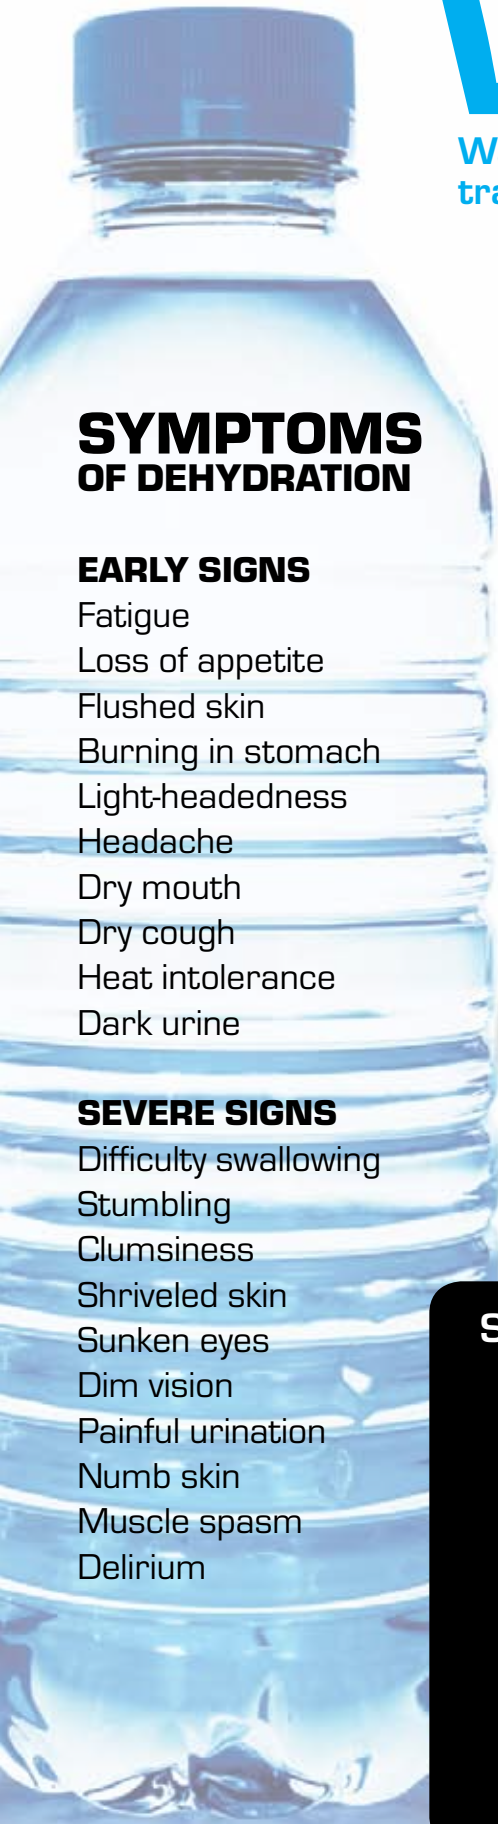 SYMPTOMS
OF DEHYDRATION
EARLY SIGNS
Fatigue
Loss of appetite
Flushed skin
Burning in stomach
Light-headedness
Headache
Dry mouth
Dry cough
Heat intolerance
Dark urine
SEVERE SIGNS
Difficulty swallowing
Stumbling
Clumsiness
Shriveled skin
Sunken eyes
Dim vision
Painful urination
Numb skin
Muscle spasm
Delirium